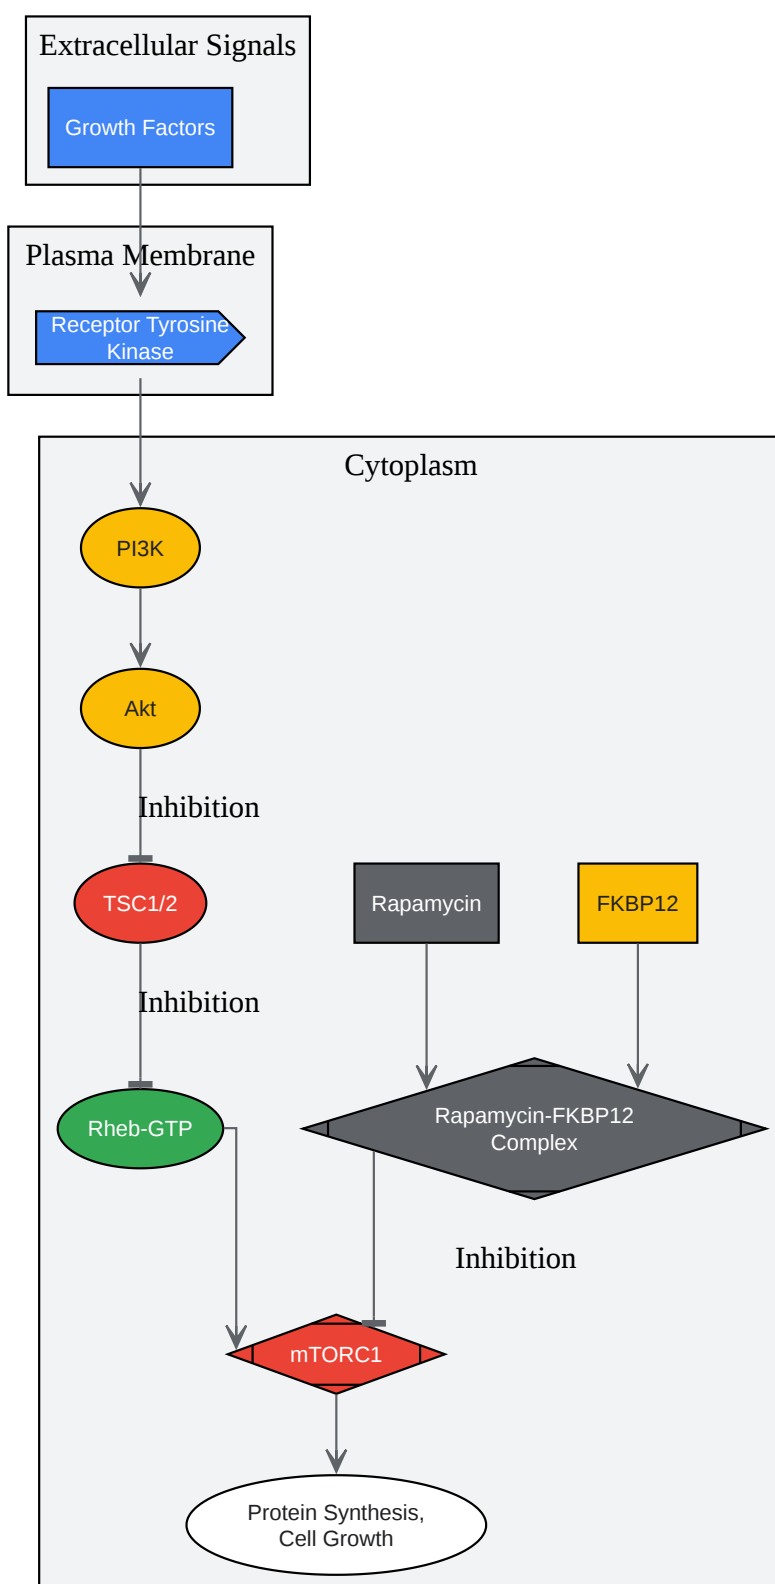 Extracellular Signals
Growth Factors
Plasma Membrane
Receptor Tyrosine
Kinase
Cytoplasm
PI3K
Akt
Inhibition
TSC1/2
Rapamycin
FKBP12
Inhibition
Rheb-GTP
Rapamycin-FKBP12
Complex
Inhibition
mTORC1
Protein Synthesis,
Cell Growth